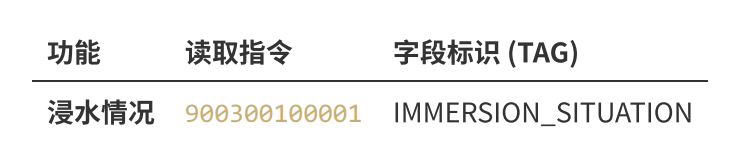 功能 读取指令 字段标识 (TAG)
浸水情况 900300100001 IMMERSION_SITUATION